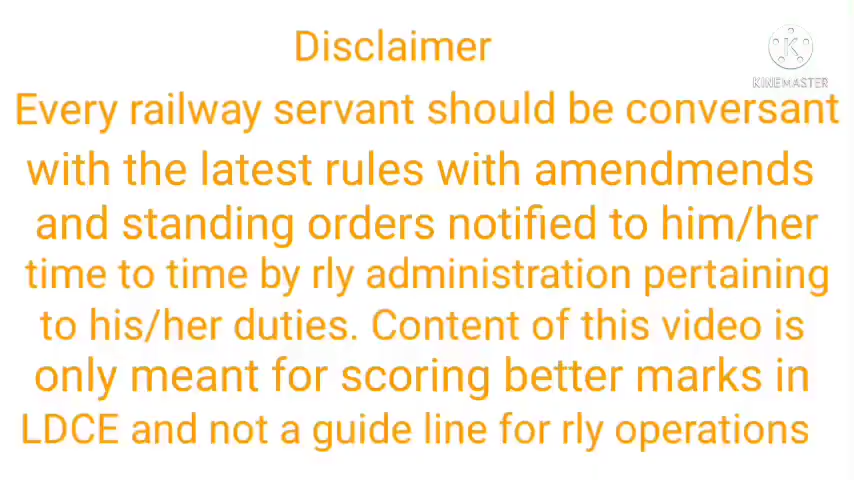 Disclaimer
KINEMASTER
Every railway servant should be conversant
with the latest rules with amendmends
and standing orders notified to him/her
time to time by rly administration pertaining
to his/her duties. Content of this video is
only meant for scoring better marks in
LDCE and not a guide line for rly operations